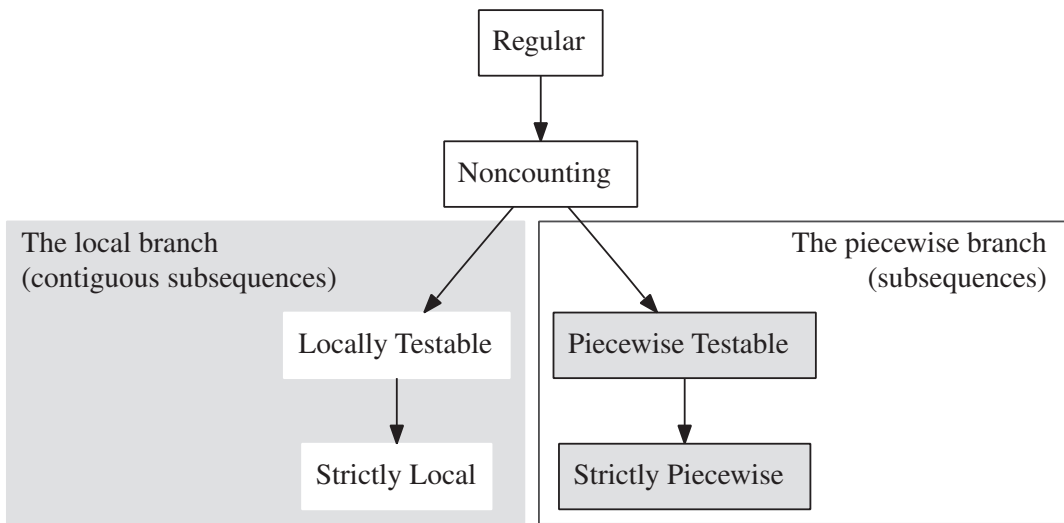 Regular
Noncounting
The local branch
(contiguous subsequences)
The piecewise branch
(subsequences)
Locally Testable
Piecewise Testable
Strictly Local
Strictly Piecewise